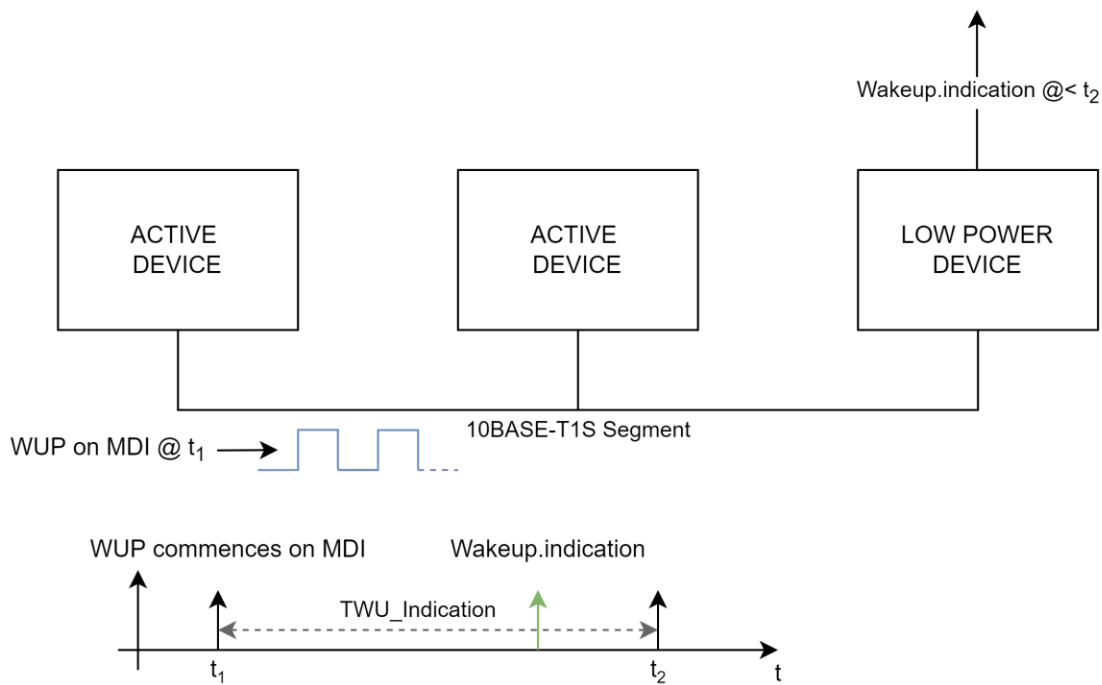 Wakeup.indication @< t2
ACTIVE
DEVICE
ACTIVE
DEVICE
LOW POWER
DEVICE
10BASE-T1S Segment
WUP on MDI @ t1
WUP commences on MDI
Wakeup.indication
TWU_Indication
t1
t2
t